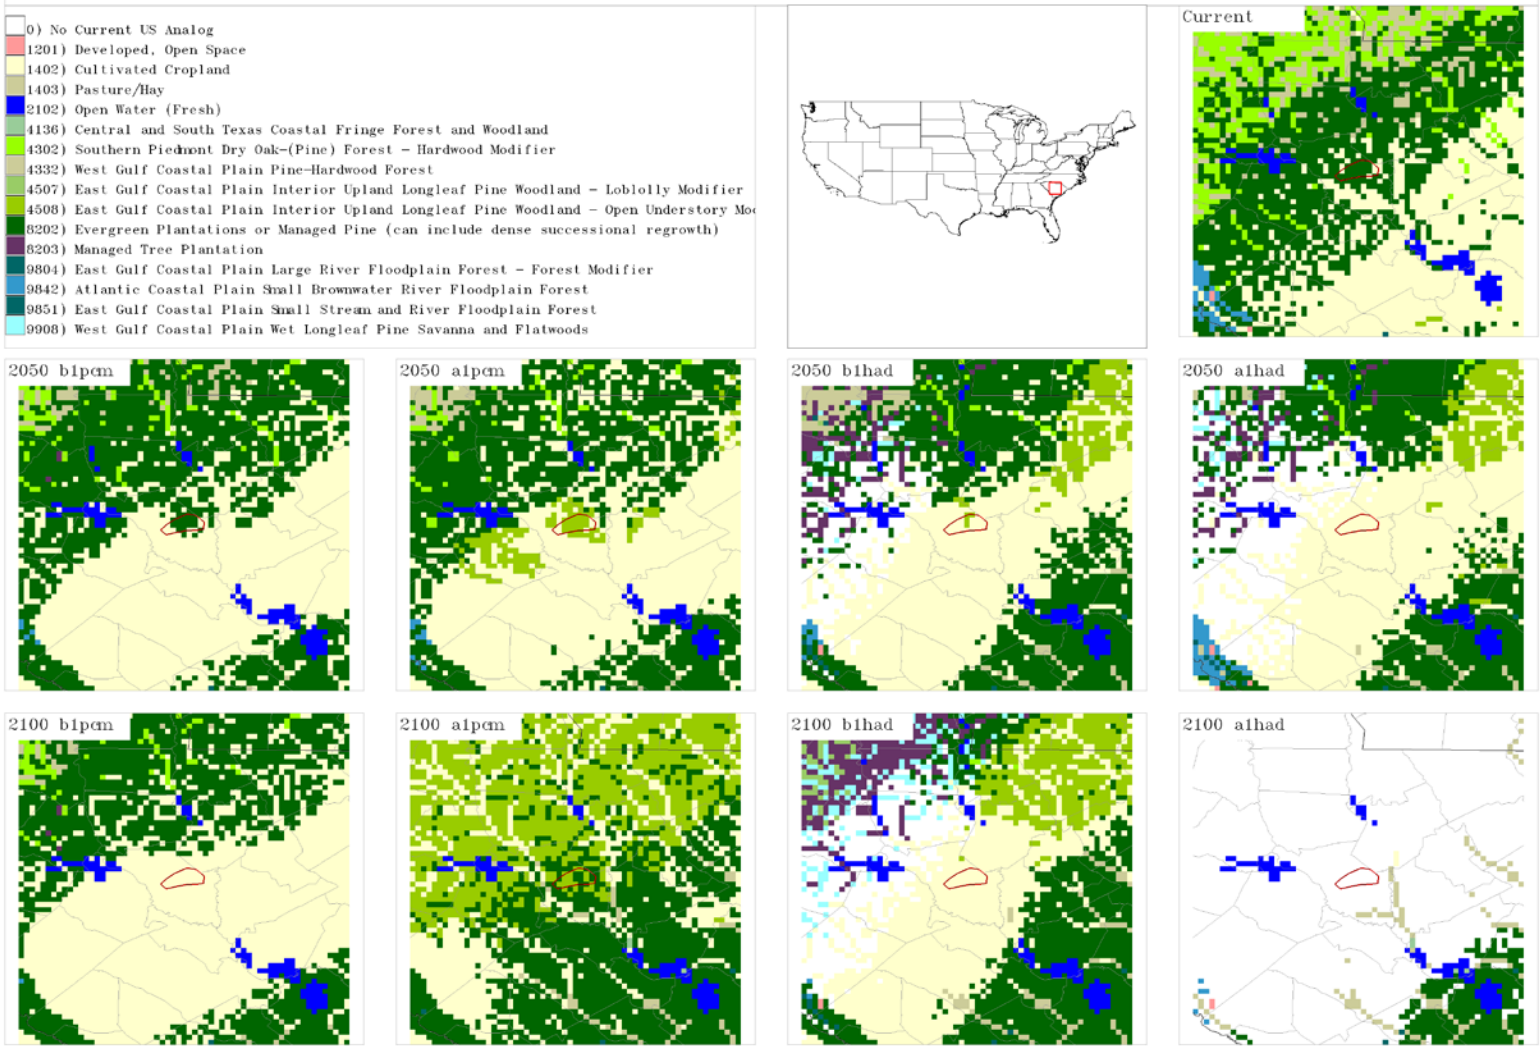 0) No Current US Analog
1201) Developed, Open Space
1402) Cultivated Cropland
1403) Pasture/Hay
2102) Open Water (Fresh)
4136) Central and South Texas Coastal Fringe Forest and Woodland
4302) Southern Piedmont Dry Oak-(Pine) Forest - Hardwood Modifier
4332) West Gulf Coastal Plain Pine-Hardwood Forest
4507) East Gulf Coastal Plain Interior Upland Longleaf Pine Woodland - Loblolly Modifier
4508) East Gulf Coastal Plain Interior Upland Longleaf Pine Woodland - Open Understory Mo
8202) Evergreen Plantations or Managed Pine (can include dense successional regrowth)
8203) Managed Tree Plantation
9804) East Gulf Coastal Plain Large River Floodplain Forest - Forest Modifier
9842) Atlantic Coastal Plain Small Brownwater River Floodplain Forest
9851) East Gulf Coastal Plain Small Stream and River Floodplain Forest
9908) West Gulf Coastal Plain Wet Longleaf Pine Savanna and Flatwoods
Current
2050 b1pcm
2050 a1pcm
2050 b1had
2050 a1had
2100 b1pcm
2100 a1pcm
2100 b1had
2100 a1had